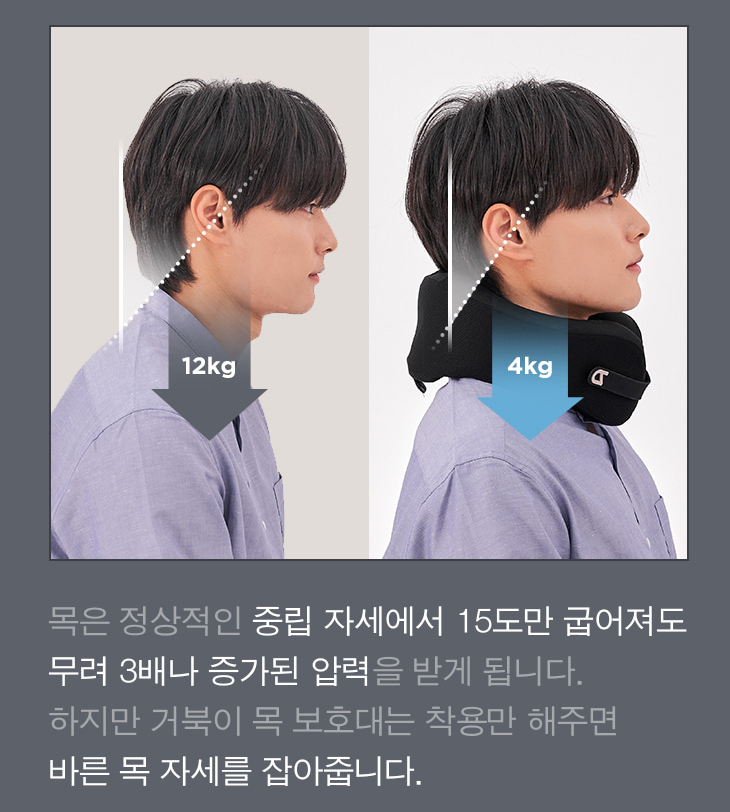 12kg
4kg
목은 정상적인 중립 자세에서 15도만 굽어져도
무려 3배나 증가된 압력을 받게 됩니다.
하지만 거북이 목 보호대는 착용만 해주면
바른 목 자세를 잡아줍니다.